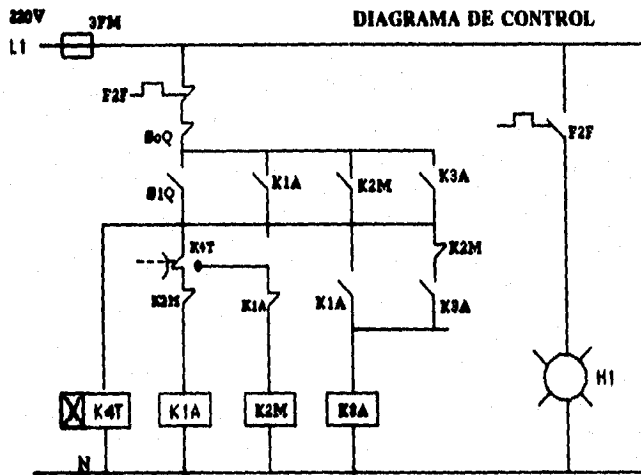 220V
3FM
DIAGRAMA DE CONTROL
L1
F2F
S0Q
F2F
S1Q
K1A
K2M
K3A
K4T
K2M
K2M
K1A
K1A
K3A
K4T
K1A
K2M
K3A
H1
N